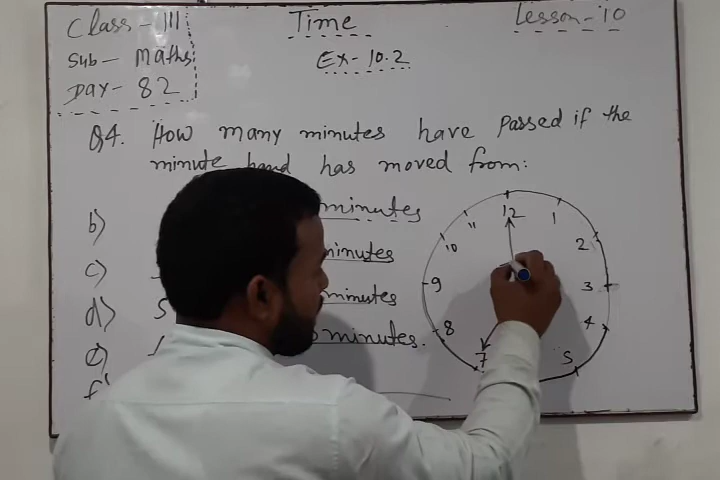 Class - III
Sub - Maths
Day - 82
Time
Ex - 10.2
Lesson - 10
Q4. How many minutes have passed if the
minute hand has moved from:
b) minutes
c) minutes
d) 5 minutes
e) minutes.
f)
12
1
2
3
4
5
7
8
9
10
11